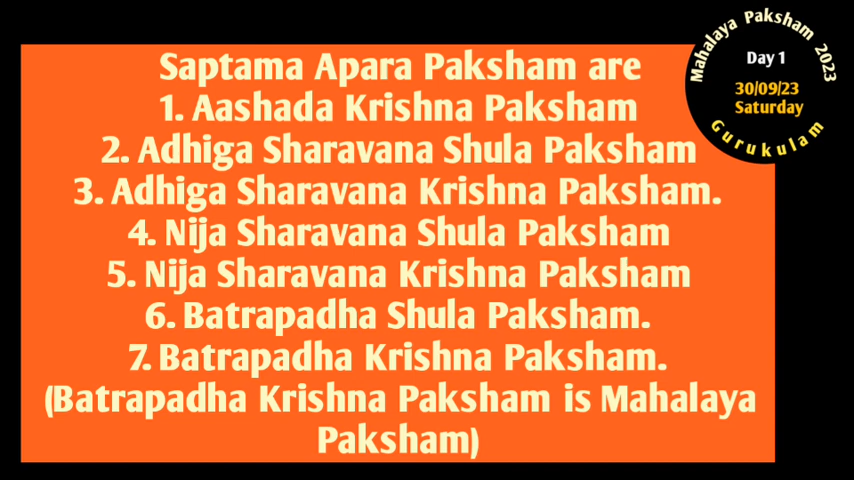 Saptama Apara Paksham are
1. Aashada Krishna Paksham
2. Adhiga Sharavana Shula Paksham
3. Adhiga Sharavana Krishna Paksham.
4. Nija Sharavana Shula Paksham
5. Nija Sharavana Krishna Paksham
6. Batrapadha Shula Paksham.
7. Batrapadha Krishna Paksham.
(Batrapadha Krishna Paksham is Mahalaya
Paksham)
Mahalaya Paksham 2023
Day 1
30/09/23
Saturday
Gurukulam